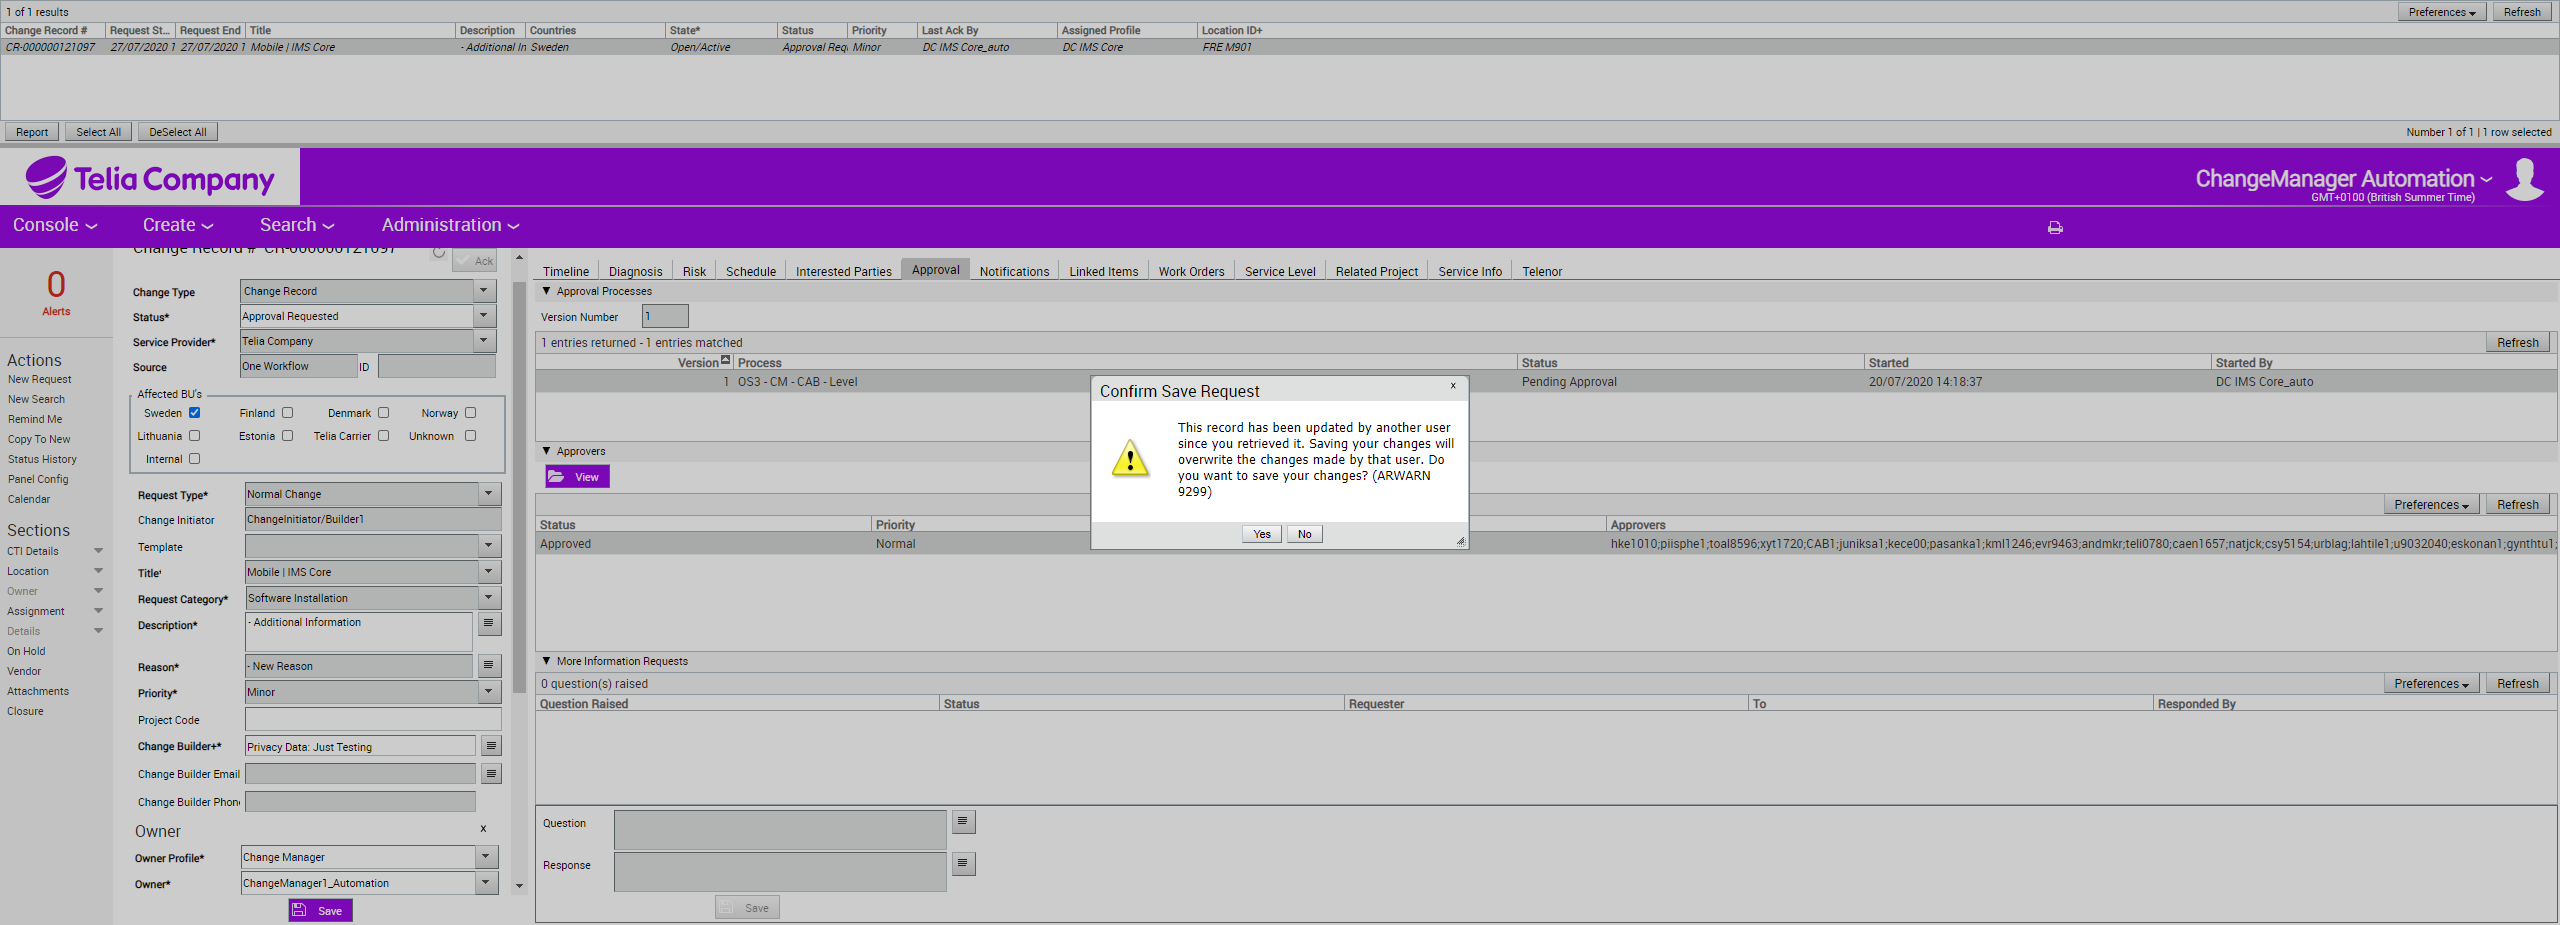 1 of 1 results
Preferences Refresh
Change Record # Request St... Request End Title Description Countries State* Status Priority Last Ack By Assigned Profile Location ID+
CR-000000121097 27/07/2020 1 27/07/2020 1 Mobile | IMS Core - Additional In Sweden Open/Active Approval Req Minor DC IMS Core_auto DC IMS Core FRE M901
Report Select All DeSelect All
Number 1 of 1 | 1 row selected
Telia Company
ChangeManager Automation
GMT+0100 (British Summer Time)
Console Create Search Administration
0
Alerts
Actions
New Request
New Search
Remind Me
Copy To New
Status History
Panel Config
Calendar
Sections
CTI Details
Location
Owner
Assignment
Details
On Hold
Vendor
Attachments
Closure
Change Record # CR-000000121097
Ack
Change Type Change Record
Status* Approval Requested
Service Provider* Telia Company
Source One Workflow ID
Affected BU's
Sweden Finland Denmark Norway
Lithuania Estonia Telia Carrier Unknown
Internal
Request Type* Normal Change
Change Initiator ChangeInitiator/Builder1
Template
Title* Mobile | IMS Core
Request Category* Software Installation
Description* - Additional Information
Reason* - New Reason
Priority* Minor
Project Code
Change Builder+* Privacy Data: Just Testing
Change Builder Email
Change Builder Phon
Owner x
Owner Profile* Change Manager
Owner* ChangeManager1_Automation
Save
Timeline Diagnosis Risk Schedule Interested Parties Approval Notifications Linked Items Work Orders Service Level Related Project Service Info Telenor
Approval Processes
Version Number 1
1 entries returned - 1 entries matched Refresh
Version Process Status Started Started By
1 OS3 - CM - CAB - Level Pending Approval 20/07/2020 14:18:37 DC IMS Core_auto
Approvers
View
Preferences Refresh
Status Priority Approvers
Approved Normal hke1010;piisphe1;toal8596;xyt1720;CAB1;juniksa1;kece00;pasanka1;kml1246;evr9463;andmkr;teli0780;caen1657;natjck;csy5154;urblag;lahtile1;u9032040;eskonan1;gynthtu1;
More Information Requests
0 question(s) raised Preferences Refresh
Question Raised Status Requester To Responded By
Question
Response
Save
Confirm Save Request x
This record has been updated by another user
since you retrieved it. Saving your changes will
overwrite the changes made by that user. Do
you want to save your changes? (ARWARN
9299)
Yes No